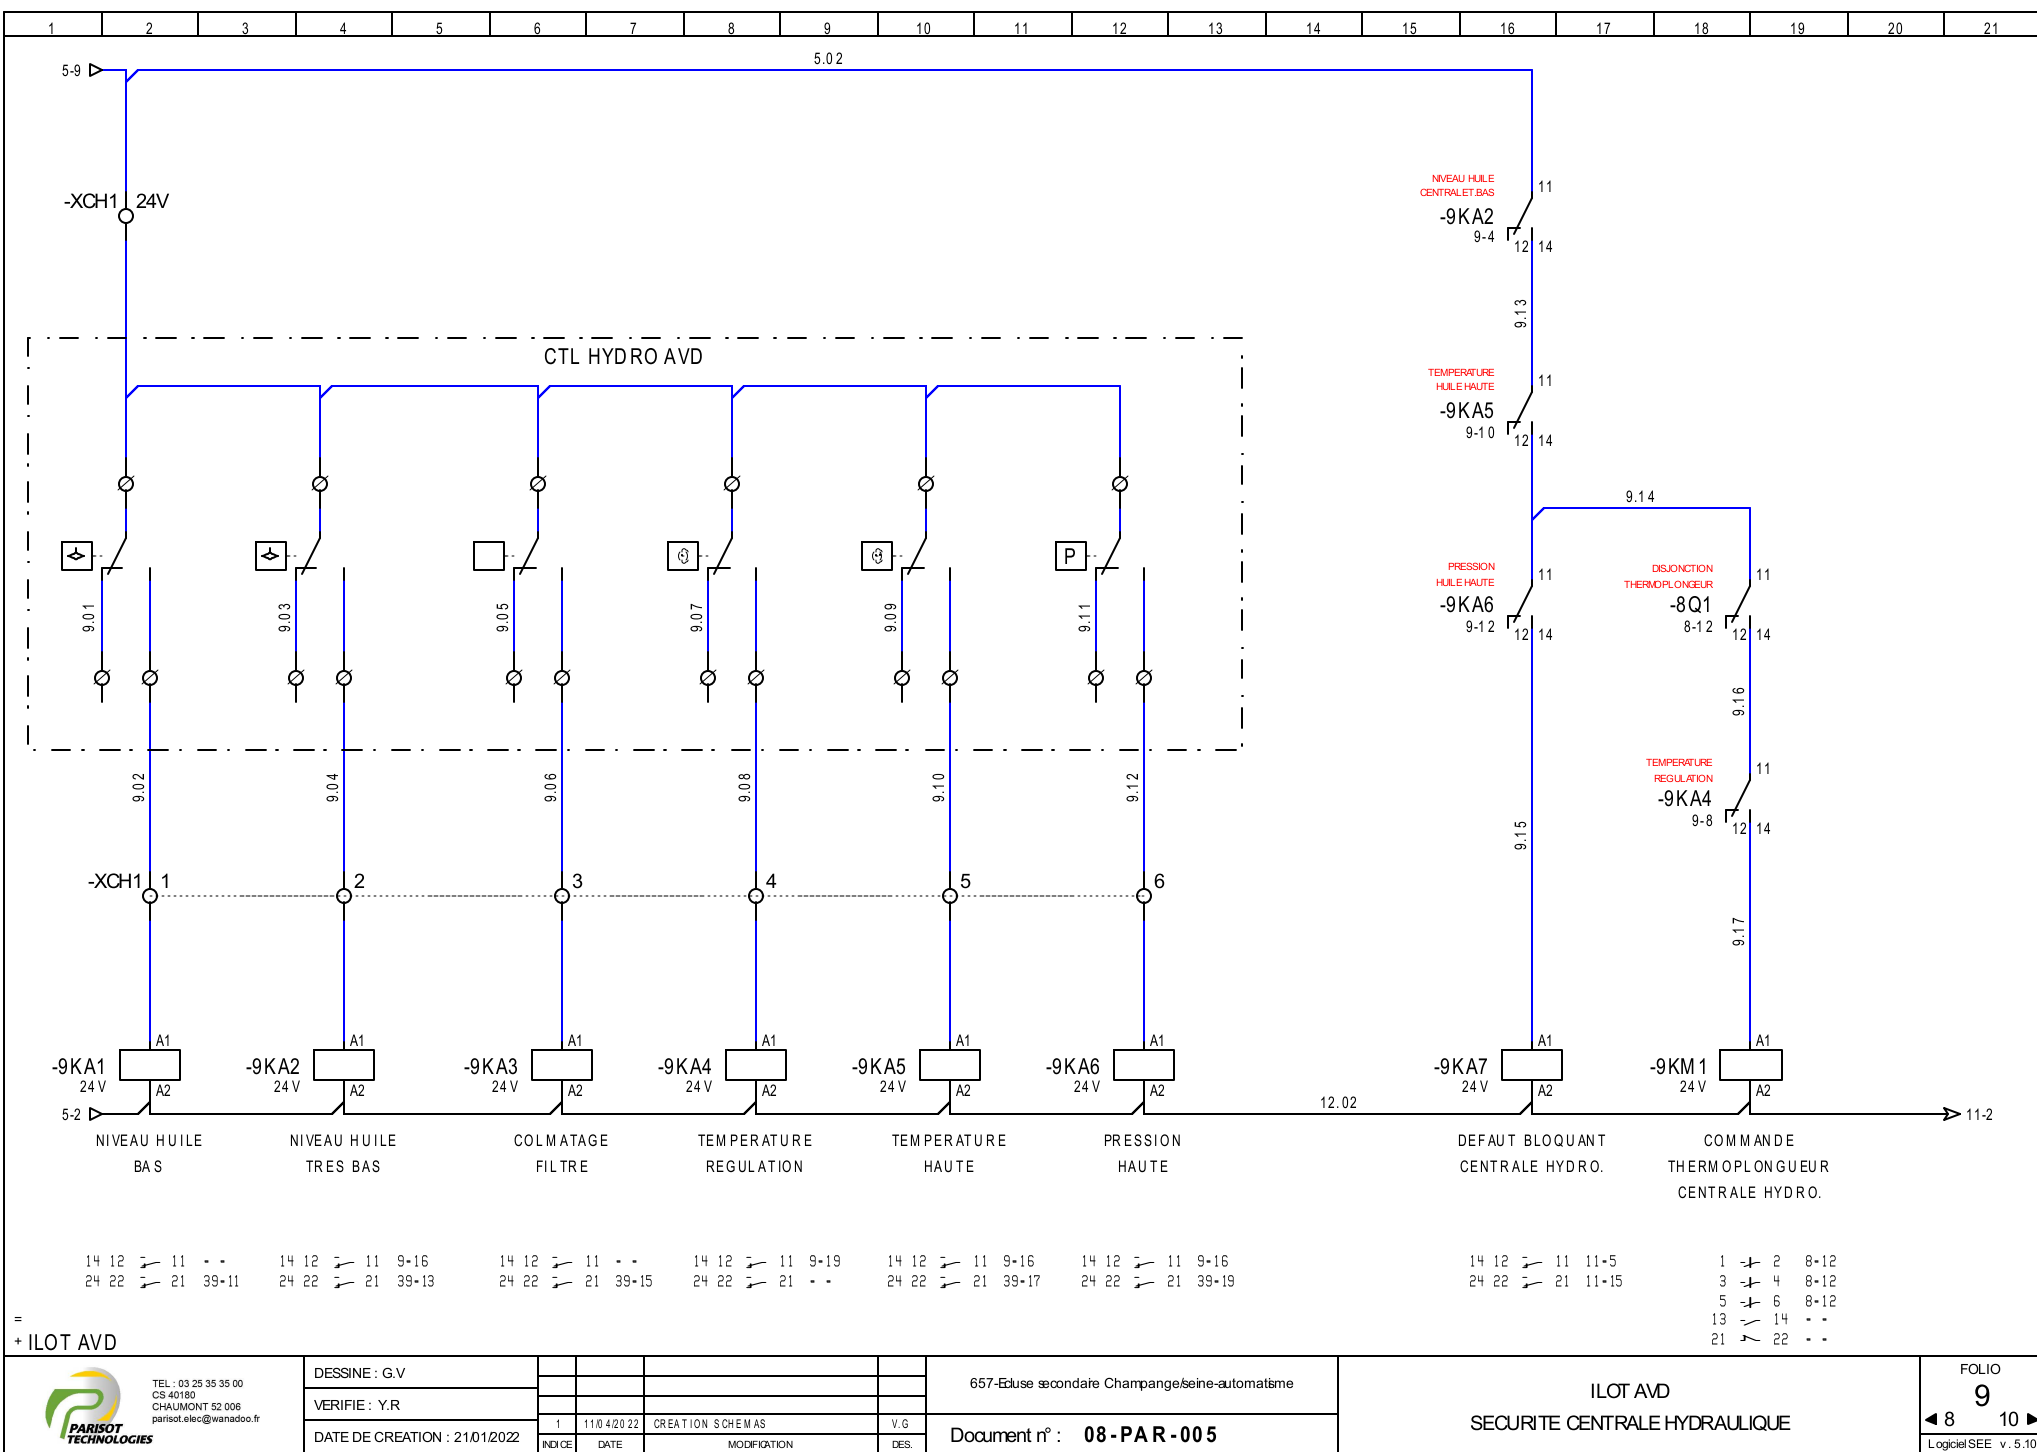 1 2 3 4 5 6 7 8 9 10 11 12 13 14 15 16 17 18 19 20 21
5-9
5.02
-XCH1 24V
NIVEAU HUILE
CENTRALE T.BAS
-9KA2
9-4
11
12 14
9.13
CTL HYDRO AVD
TEMPERATURE
HUILE HAUTE
-9KA5
9-10
11
12 14
9.14
P
PRESSION
HUILE HAUTE
-9KA6
9-12
11
12 14
DISJONCTION
THERMOPLONGEUR
-8Q1
8-12
11
12 14
9.01 9.03 9.05 9.07 9.09 9.11
9.16
TEMPERATURE
REGULATION
-9KA4
9-8
11
12 14
9.02 9.04 9.06 9.08 9.10 9.12
9.15
9.17
-XCH1 1 2 3 4 5 6
A1 A1 A1 A1 A1 A1 A1 A1
-9KA1 -9KA2 -9KA3 -9KA4 -9KA5 -9KA6 -9KA7 -9KM1
24V 24V 24V 24V 24V 24V 24V 24V
A2 A2 A2 A2 A2 A2 A2 A2
5-2
12.02
11-2
NIVEAU HUILE
BAS
NIVEAU HUILE
TRES BAS
COLMATAGE
FILTRE
TEMPERATURE
REGULATION
TEMPERATURE
HAUTE
PRESSION
HAUTE
DEFAUT BLOQUANT
CENTRALE HYDRO.
COMMANDE
THERMOPLONGUEUR
CENTRALE HYDRO.
14 12 11 - -
24 22 21 39-11
14 12 11 9-16
24 22 21 39-13
14 12 11 - -
24 22 21 39-15
14 12 11 9-19
24 22 21 - -
14 12 11 9-16
24 22 21 39-17
14 12 11 9-16
24 22 21 39-19
14 12 11 11-5
24 22 21 11-15
1 2 8-12
3 4 8-12
5 6 8-12
13 14 - -
21 22 - -
=
+ ILOT AVD
PARISOT
TECHNOLOGIES
TEL : 03 25 35 35 00
CS 40180
CHAUMONT 52 006
parisot.elec@wanadoo.fr
DESSINE : G.V
VERIFIE : Y.R
DATE DE CREATION : 21/01/2022
1 11/04/2022 CREATION SCHEMAS V.G
INDICE DATE MODIFICATION DES.
657-Ecluse secondaire Champange/seine-automatisme
Document n° : 08-PAR-005
ILOT AVD
SECURITE CENTRALE HYDRAULIQUE
FOLIO
9
8 10
Logiciel SEE v.5.10